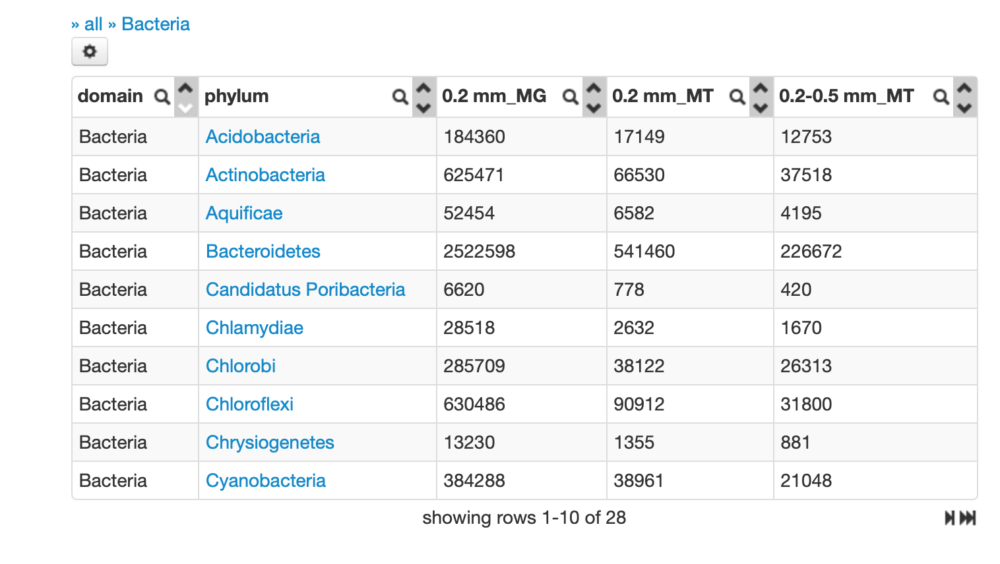 » all » Bacteria
domain phylum 0.2 mm_MG 0.2 mm_MT 0.2-0.5 mm_MT
Bacteria Acidobacteria 184360 17149 12753
Bacteria Actinobacteria 625471 66530 37518
Bacteria Aquificae 52454 6582 4195
Bacteria Bacteroidetes 2522598 541460 226672
Bacteria Candidatus Poribacteria 6620 778 420
Bacteria Chlamydiae 28518 2632 1670
Bacteria Chlorobi 285709 38122 26313
Bacteria Chloroflexi 630486 90912 31800
Bacteria Chrysiogenetes 13230 1355 881
Bacteria Cyanobacteria 384288 38961 21048
showing rows 1-10 of 28